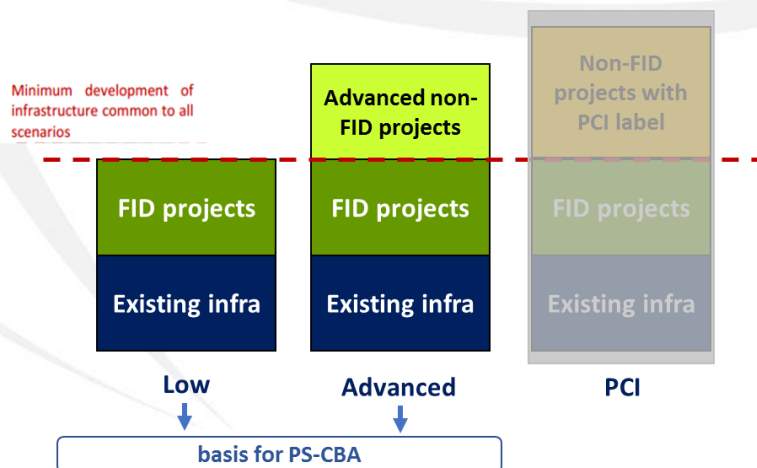 Minimum development of
infrastructure common to all
scenarios
Advanced non-
FID projects
Non-FID
projects with
PCI label
FID projects
FID projects
FID projects
Existing infra
Existing infra
Existing infra
Low
Advanced
PCI
basis for PS-CBA